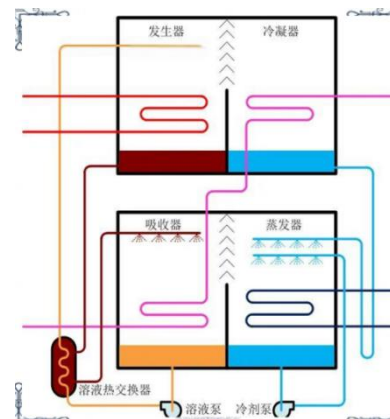 发生器
冷凝器
吸收器
蒸发器
溶液热交换器
溶液泵
冷剂泵